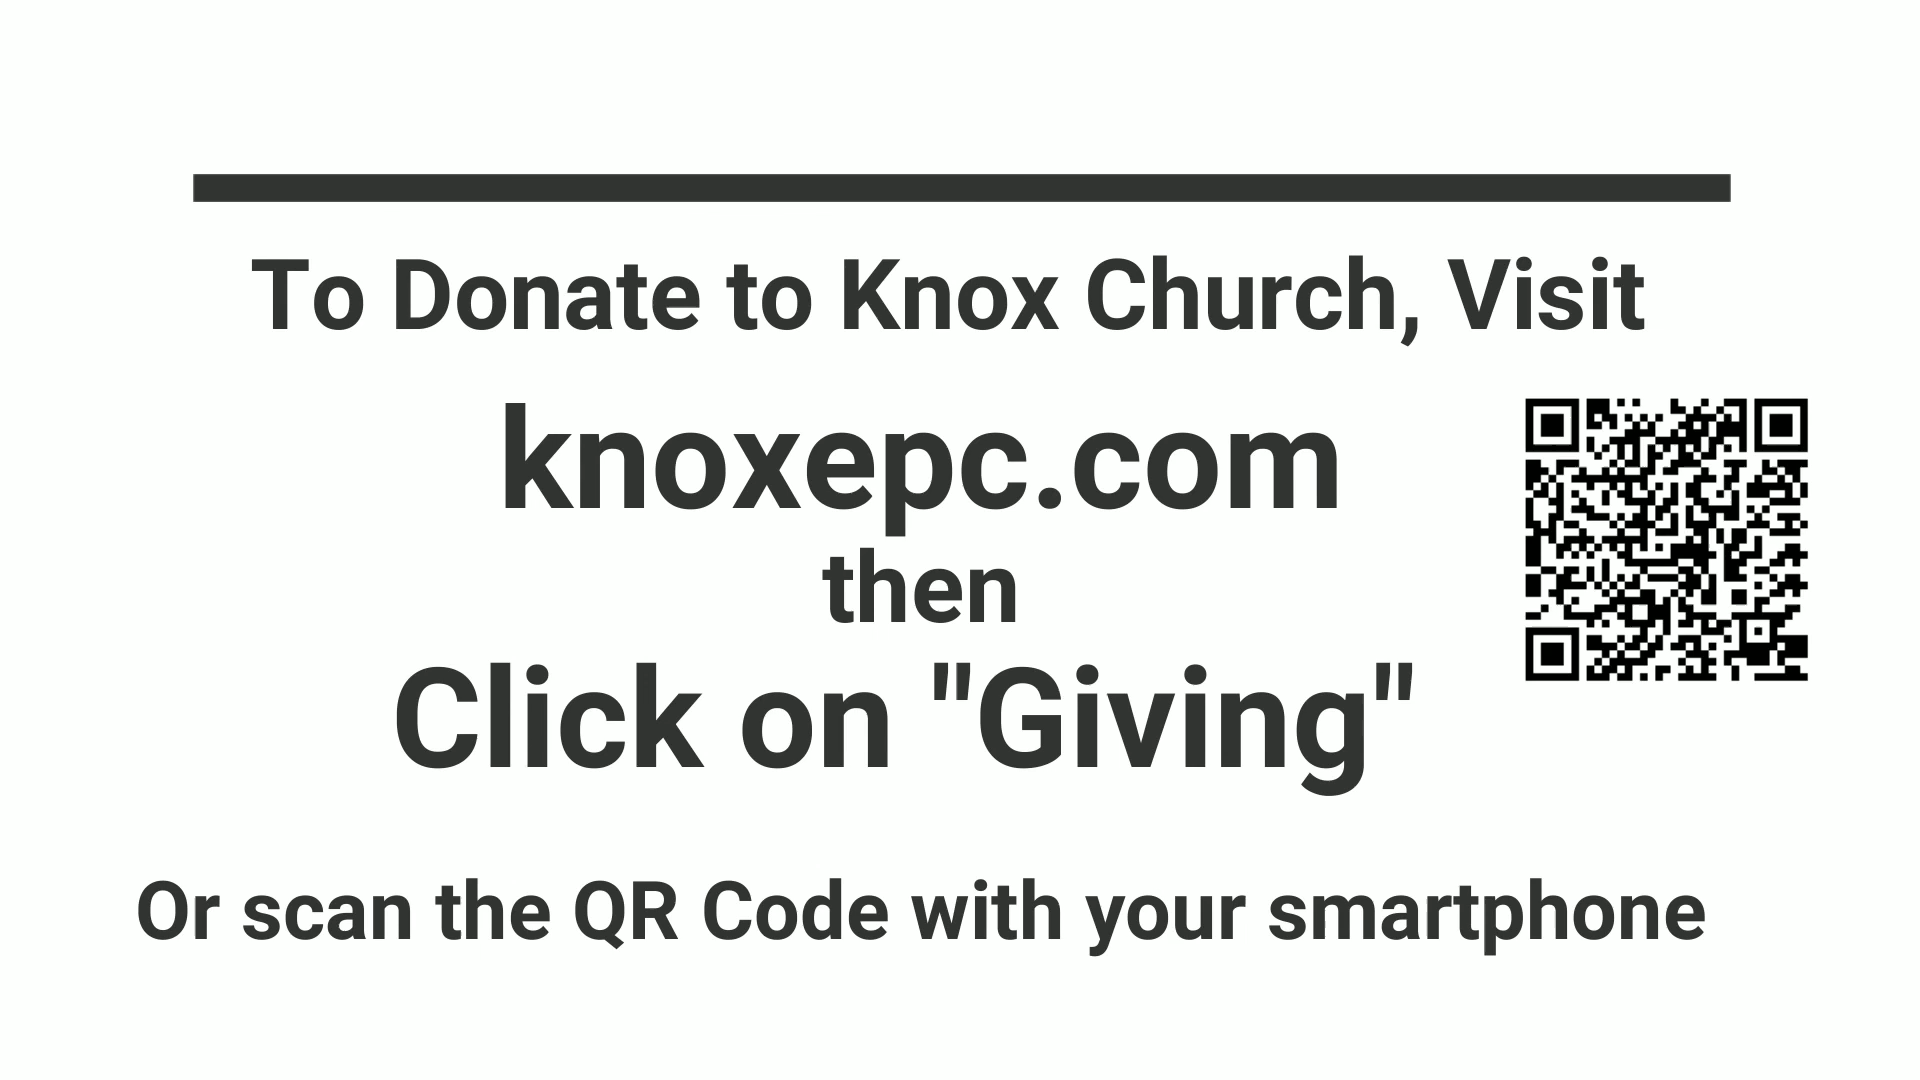 To Donate to Knox Church, Visit
knoxepc.com
then
Click on "Giving"
Or scan the QR Code with your smartphone